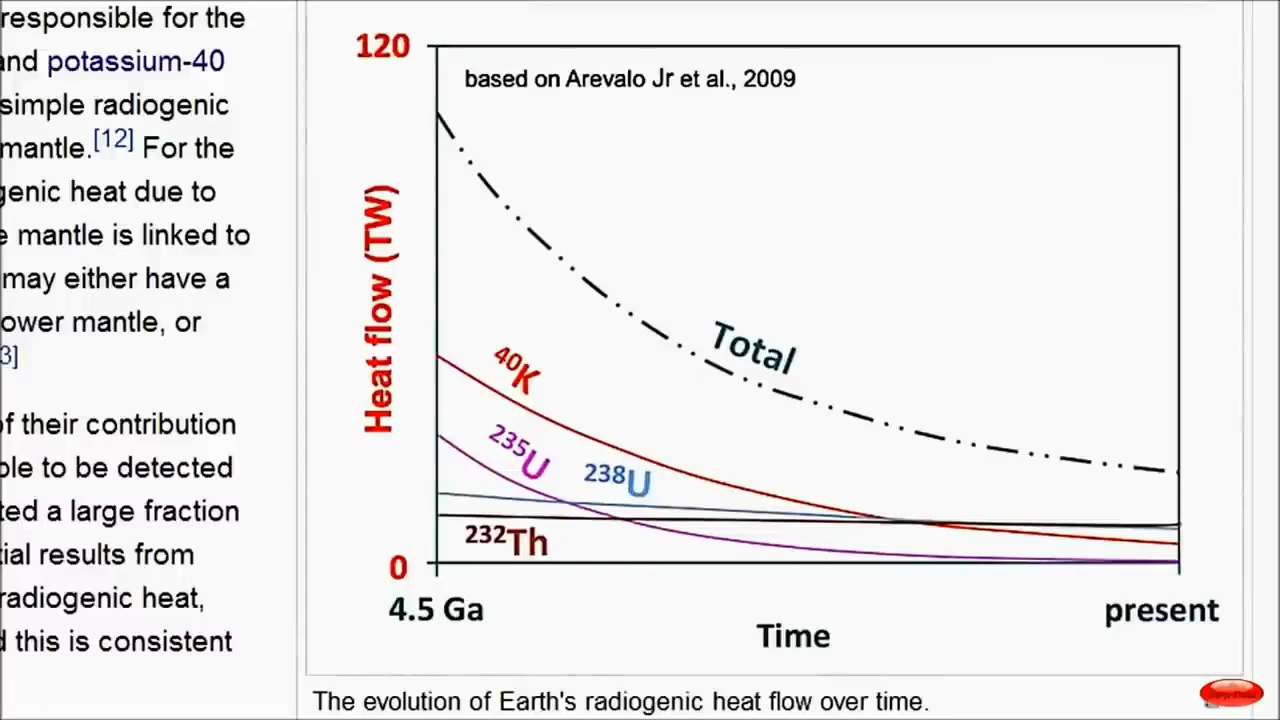 responsible for the
and potassium-40
simple radiogenic
mantle.[12] For the
genic heat due to
e mantle is linked to
may either have a
ower mantle, or
3]
of their contribution
ble to be detected
ted a large fraction
tial results from
radiogenic heat,
d this is consistent
120
based on Arevalo Jr et al., 2009
Heat flow (TW)
Total
40K
235U
238U
232Th
0
4.5 Ga
present
Time
The evolution of Earth's radiogenic heat flow over time.